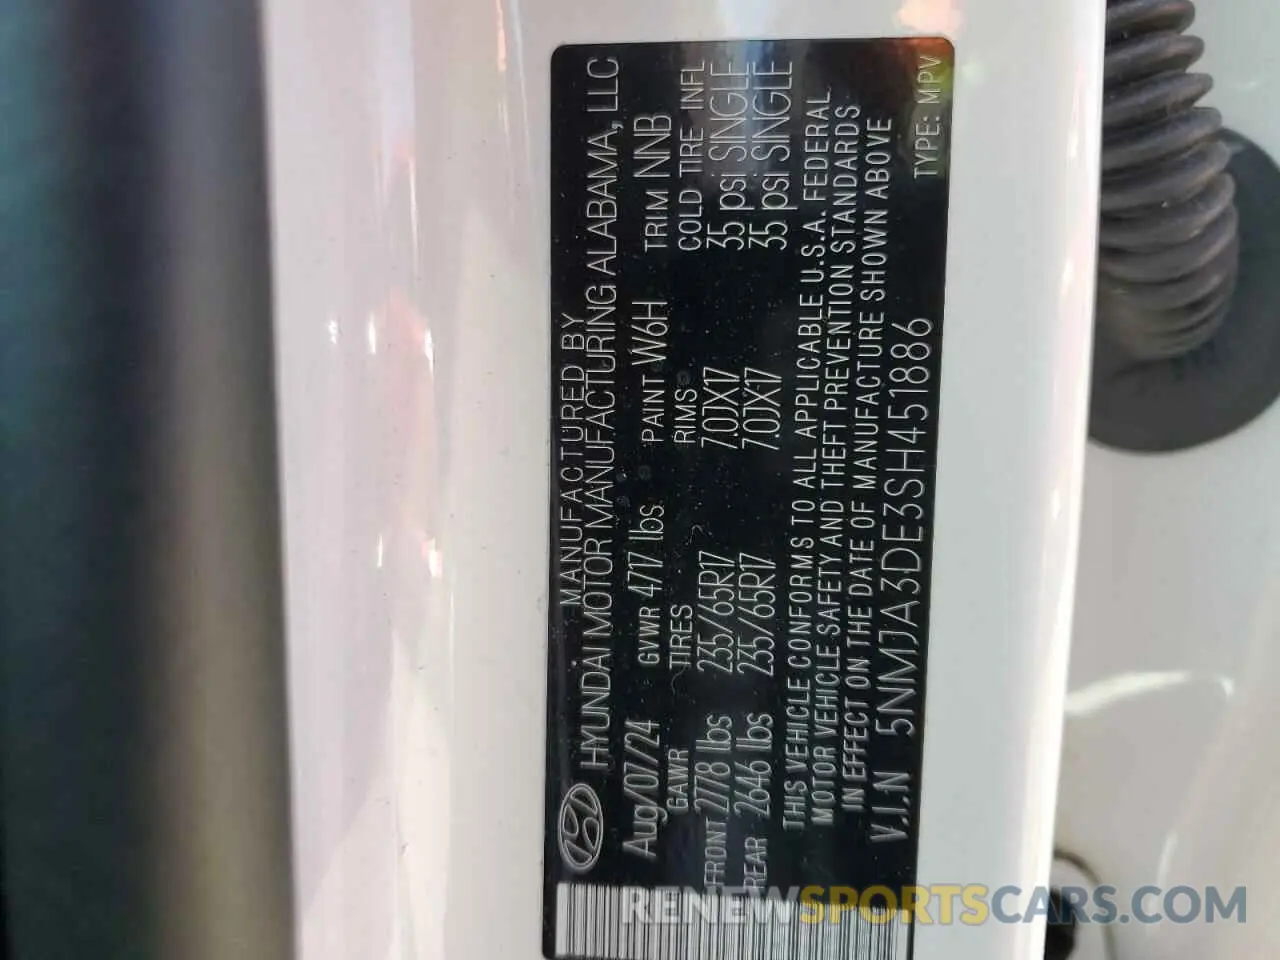 MANUFACTURED BY
HYUNDAI MOTOR MANUFACTURING ALABAMA, LLC
Aug/07/24 GVWR 4717 lbs PAINT W6H TRIM NNB
GAWR TIRES RIMS COLD TIRE INFL
FRONT 2778 lbs 235/65R17 7.0JX17 35 psi SINGLE
REAR 2646 lbs 235/65R17 7.0JX17 35 psi SINGLE
THIS VEHICLE CONFORMS TO ALL APPLICABLE U.S.A. FEDERAL
MOTOR VEHICLE SAFETY AND THEFT PREVENTION STANDARDS
IN EFFECT ON THE DATE OF MANUFACTURE SHOWN ABOVE
V.I.N 5NMJA3DE3SH451886
TYPE: MPV
RENEWSPORTSCARS.COM